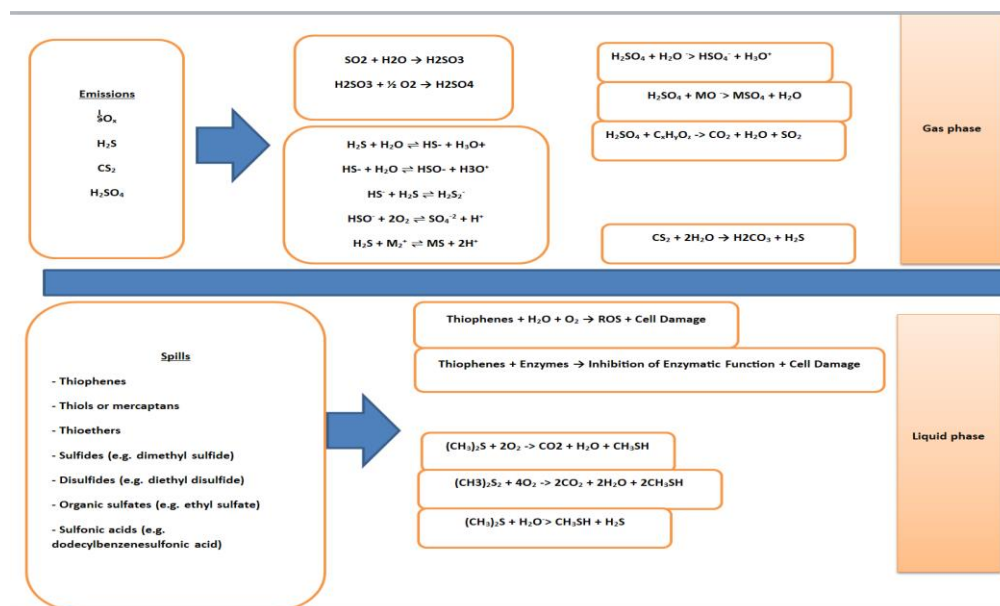 Emissions
SOₓ
H₂S
CS₂
H₂SO₄
SO2 + H2O → H2SO3
H2SO3 + ½ O2 → H2SO4
H₂S + H₂O ⇌ HS- + H₃O+
HS- + H₂O ⇌ HSO- + H3O⁺
HS⁻ + H₂S ⇌ H₂S₂⁻
HSO⁻ + 2O₂ ⇌ SO₄⁻² + H⁺
H₂S + M₂⁺ ⇌ MS + 2H⁺
H₂SO₄ + H₂O -> HSO₄⁻ + H₃O⁺
H₂SO₄ + MO -> MSO₄ + H₂O
H₂SO₄ + CₓHᵧO₂ -> CO₂ + H₂O + SO₂
CS₂ + 2H₂O → H2CO₃ + H₂S
Gas phase
Spills
- Thiophenes
- Thiols or mercaptans
- Thioethers
- Sulfides (e.g. dimethyl sulfide)
- Disulfides (e.g. diethyl disulfide)
- Organic sulfates (e.g. ethyl sulfate)
- Sulfonic acids (e.g.
dodecylbenzenesulfonic acid)
Thiophenes + H₂O + O₂ → ROS + Cell Damage
Thiophenes + Enzymes → Inhibition of Enzymatic Function + Cell Damage
(CH₃)₂S + 2O₂ -> CO2 + H₂O + CH₃SH
(CH3)₂S₂ + 4O₂ -> 2CO₂ + 2H₂O + 2CH₃SH
(CH₃)₂S + H₂O -> CH₃SH + H₂S
Liquid phase